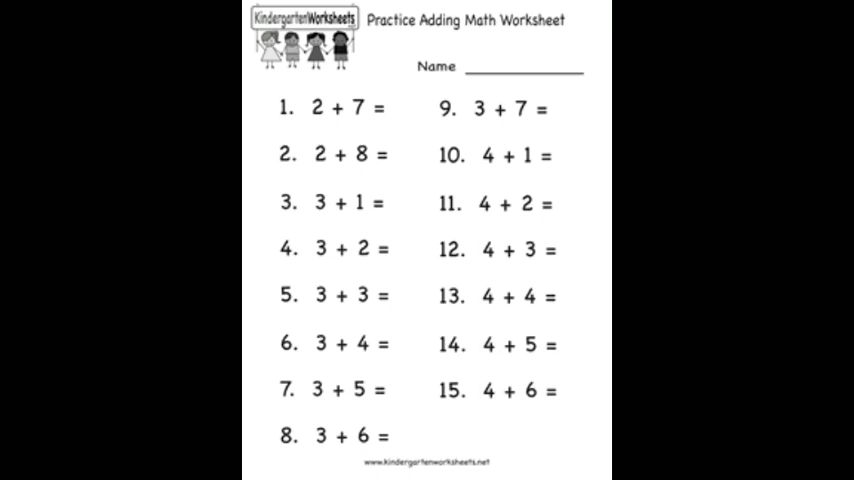 KindergartenWorksheets
Practice Adding Math Worksheet
Name
1. 2 + 7 =
2. 2 + 8 =
3. 3 + 1 =
4. 3 + 2 =
5. 3 + 3 =
6. 3 + 4 =
7. 3 + 5 =
8. 3 + 6 =
9. 3 + 7 =
10. 4 + 1 =
11. 4 + 2 =
12. 4 + 3 =
13. 4 + 4 =
14. 4 + 5 =
15. 4 + 6 =
www.kindergartenworksheets.net